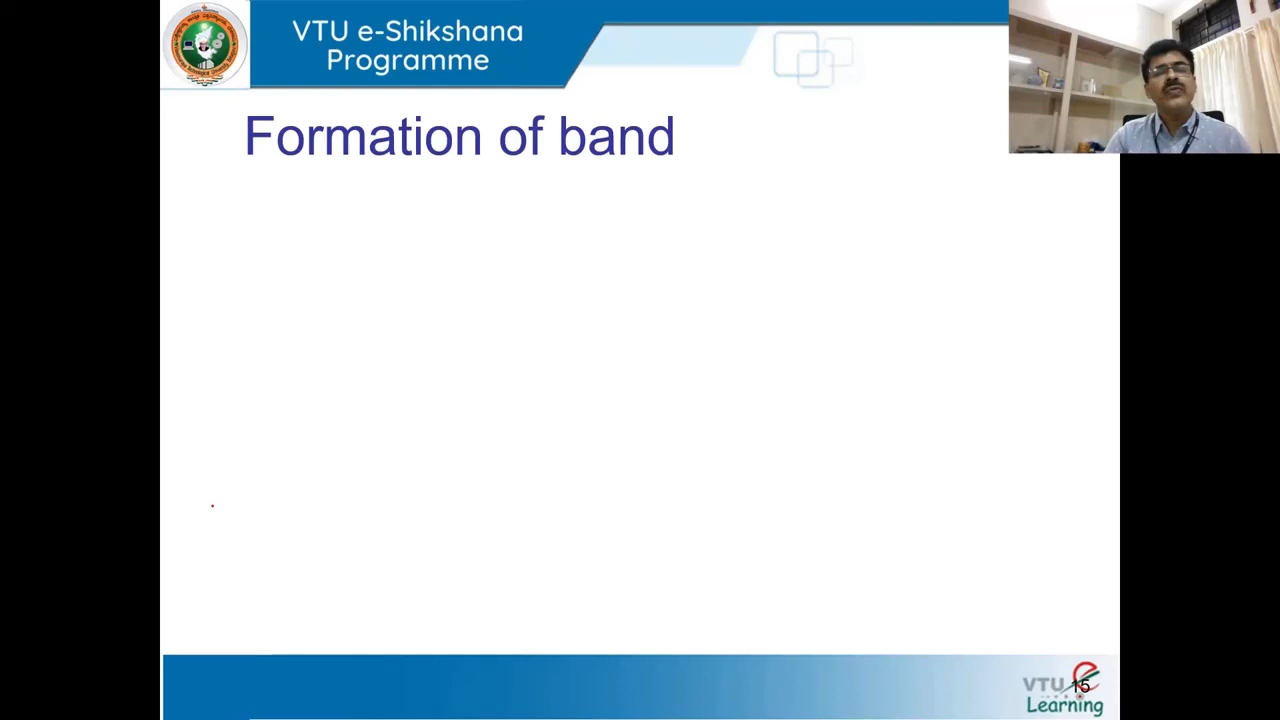 VTU e-Shikshana
Programme
Formation of band
VTU e
15
Learning